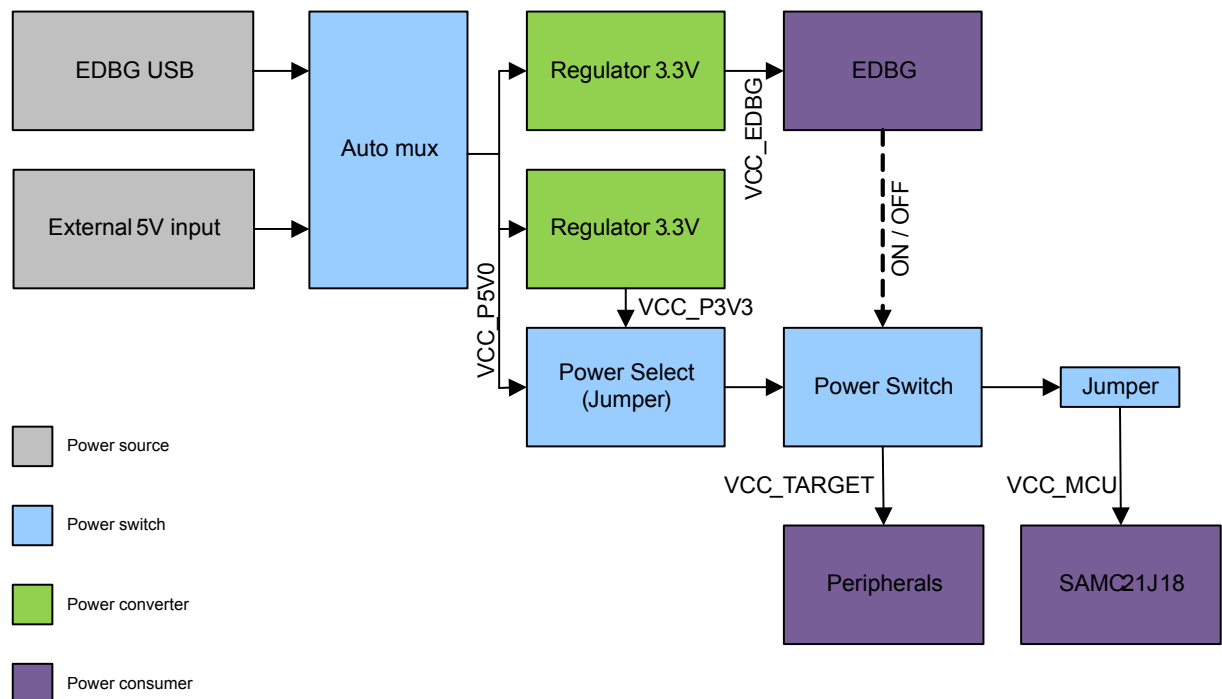 EDBG USB
Regulator 3.3V
VCC_EDBG
EDBG
Auto mux
External 5V input
Regulator 3.3V
ON / OFF
VCC_P5V0
VCC_P3V3
Power Select
(Jumper)
Power Switch
Jumper
Power source
VCC_TARGET
VCC_MCU
Power switch
Peripherals
SAMC21J18
Power converter
Power consumer